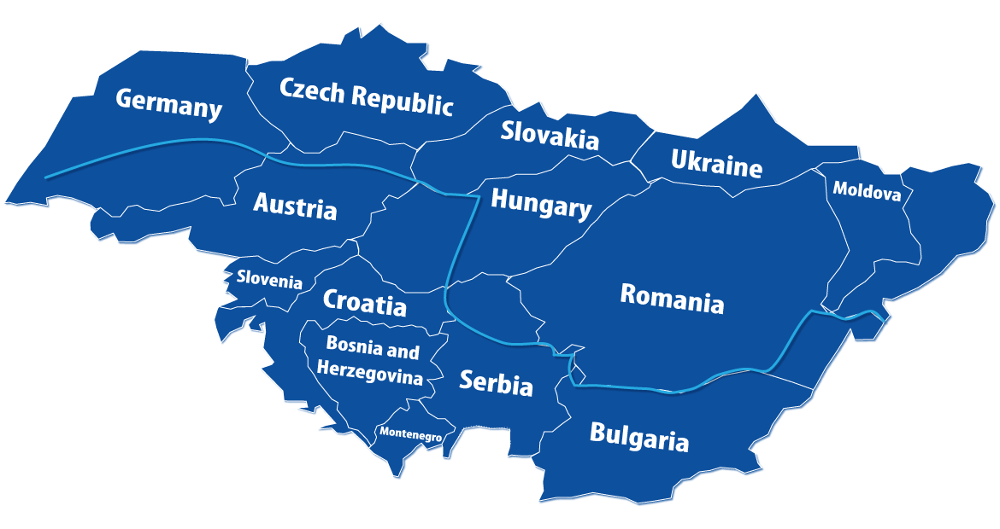 Czech Republic
Germany
Slovakia
Ukraine
Moldova
Austria
Hungary
Slovenia
Croatia
Romania
Bosnia and
Herzegovina
Serbia
Montenegro
Bulgaria